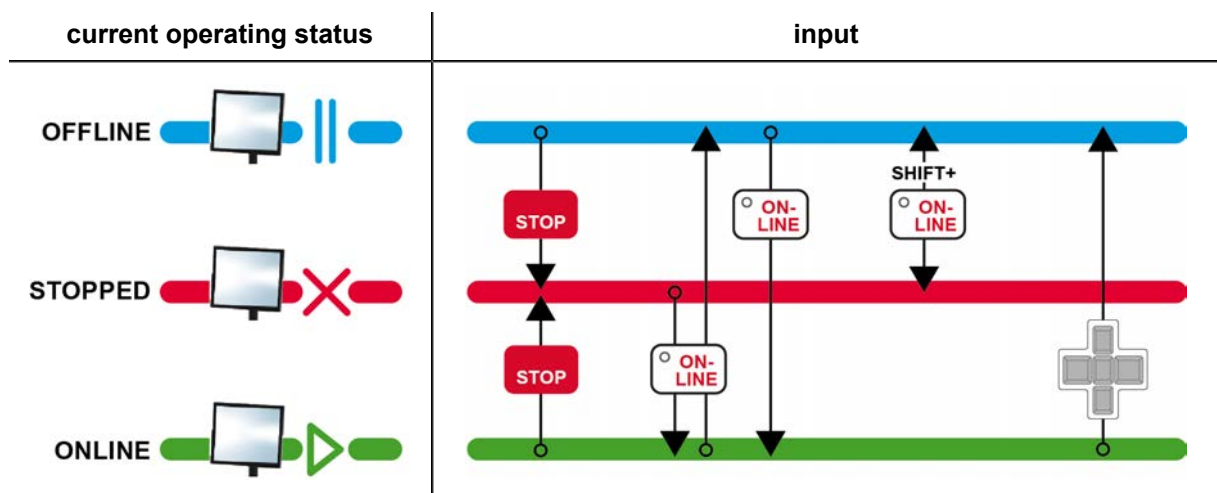 current operating status
input
OFFLINE
STOP
ON-
LINE
SHIFT+
ON-
LINE
STOPPED
STOP
ON-
LINE
ONLINE